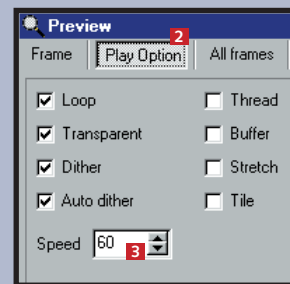 Preview
2
Frame Play Option All frames
Loop Thread
Transparent Buffer
Dither Stretch
Auto dither Tile
Speed 60
3